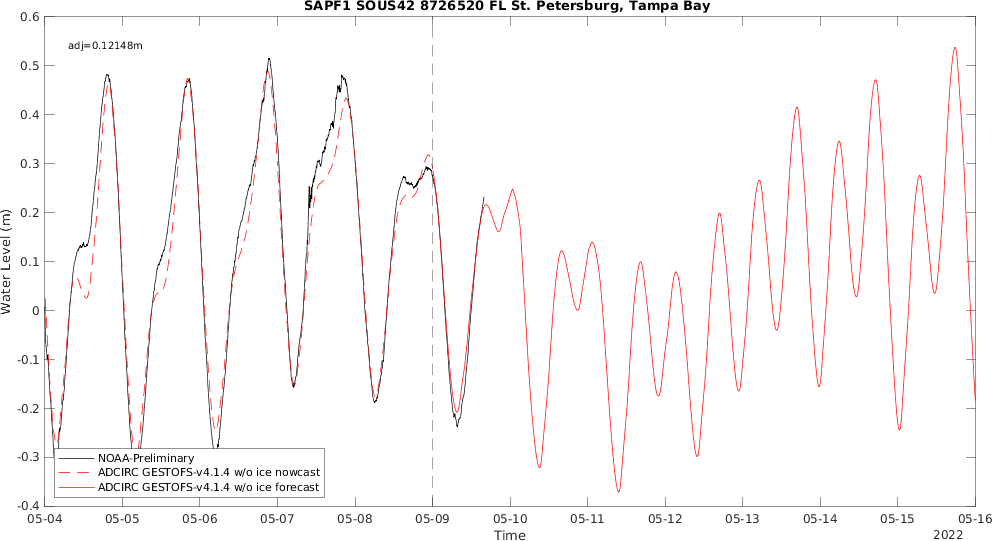 SAPF1 SOUS42 8726520 FL St. Petersburg, Tampa Bay
adj=0.12148m
Water Level (m)
0.6
0.5
0.4
0.3
0.2
0.1
0
-0.1
-0.2
-0.3
-0.4
NOAA-Preliminary
ADCIRC GESTOFS-v4.1.4 w/o ice nowcast
ADCIRC GESTOFS-v4.1.4 w/o ice forecast
05-04 05-05 05-06 05-07 05-08 05-09 05-10 05-11 05-12 05-13 05-14 05-15 05-16
Time
2022